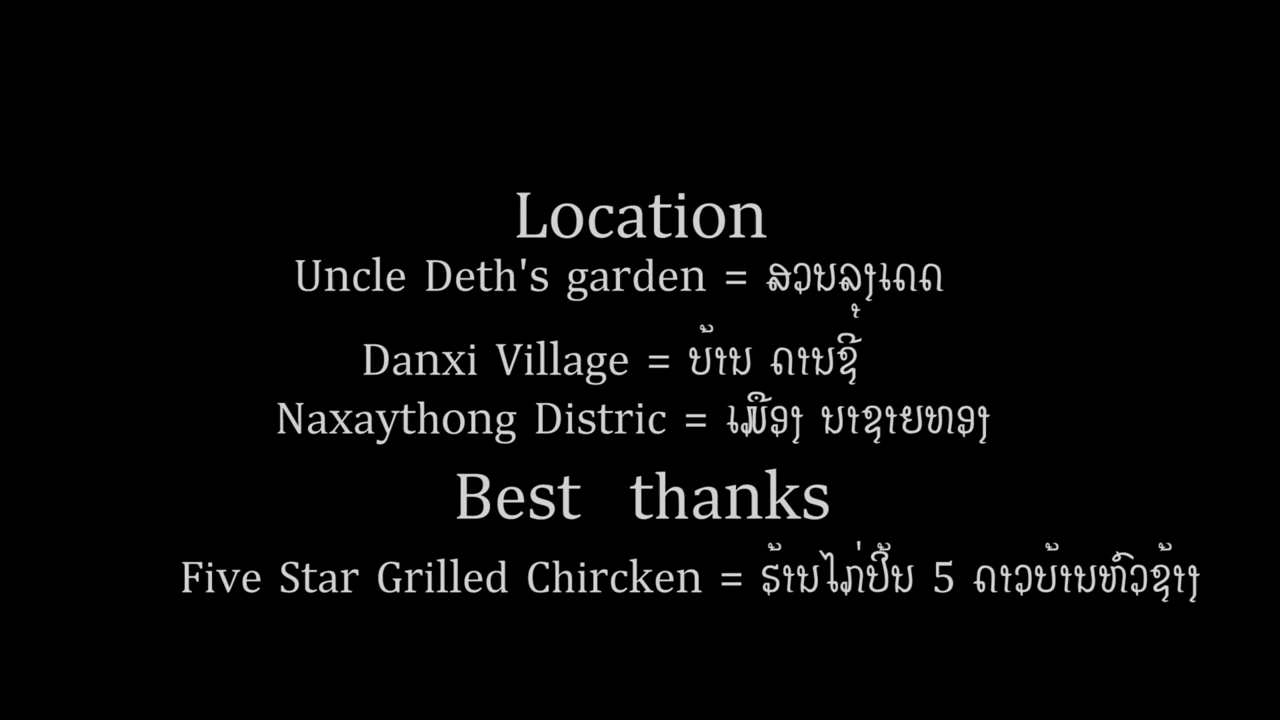 Location
Uncle Deth's garden = ສວນລຸງເດດ
Danxi Village = ບ້ານ ດານຊີ້
Naxaythong Distric = ເມືອງ ນາຊາຍທອງ
Best thanks
Five Star Grilled Chircken = ຮ້ານໄກ່ປິ້ນ 5 ດາວບ້ານຫົວຊ້າງ